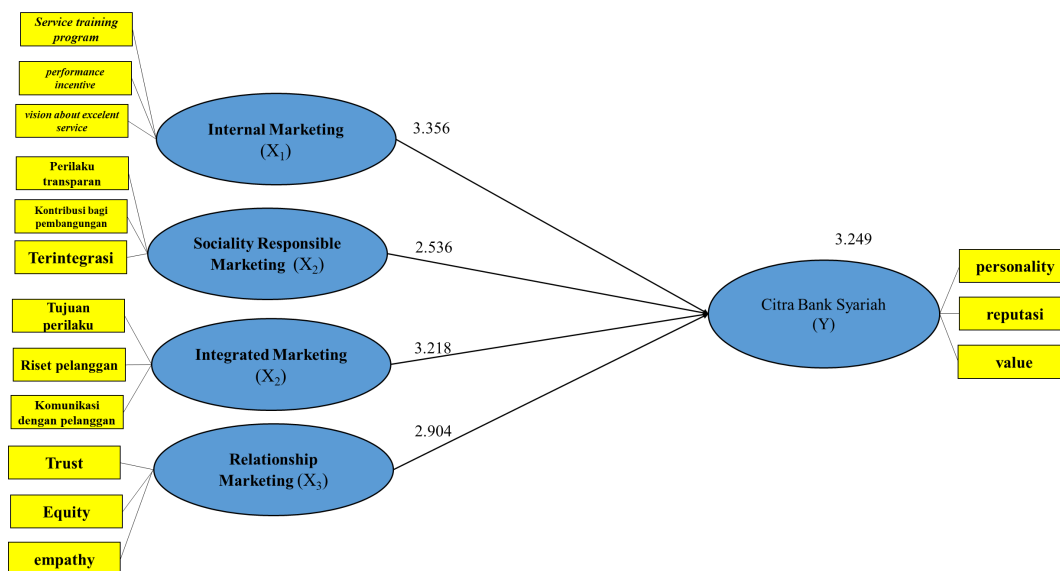 Service training
program
performance
incentive
vision about excelent
service
Internal Marketing
(X1)
3.356
Perilaku
transparan
Kontribusi bagi
pembangungan
Terintegrasi
Sociality Responsible
Marketing (X2)
2.536
Tujuan
perilaku
Riset pelanggan
Komunikasi
dengan pelanggan
Integrated Marketing
(X2)
3.218
Trust
Equity
empathy
Relationship
Marketing (X3)
2.904
3.249
Citra Bank Syariah
(Y)
personality
reputasi
value